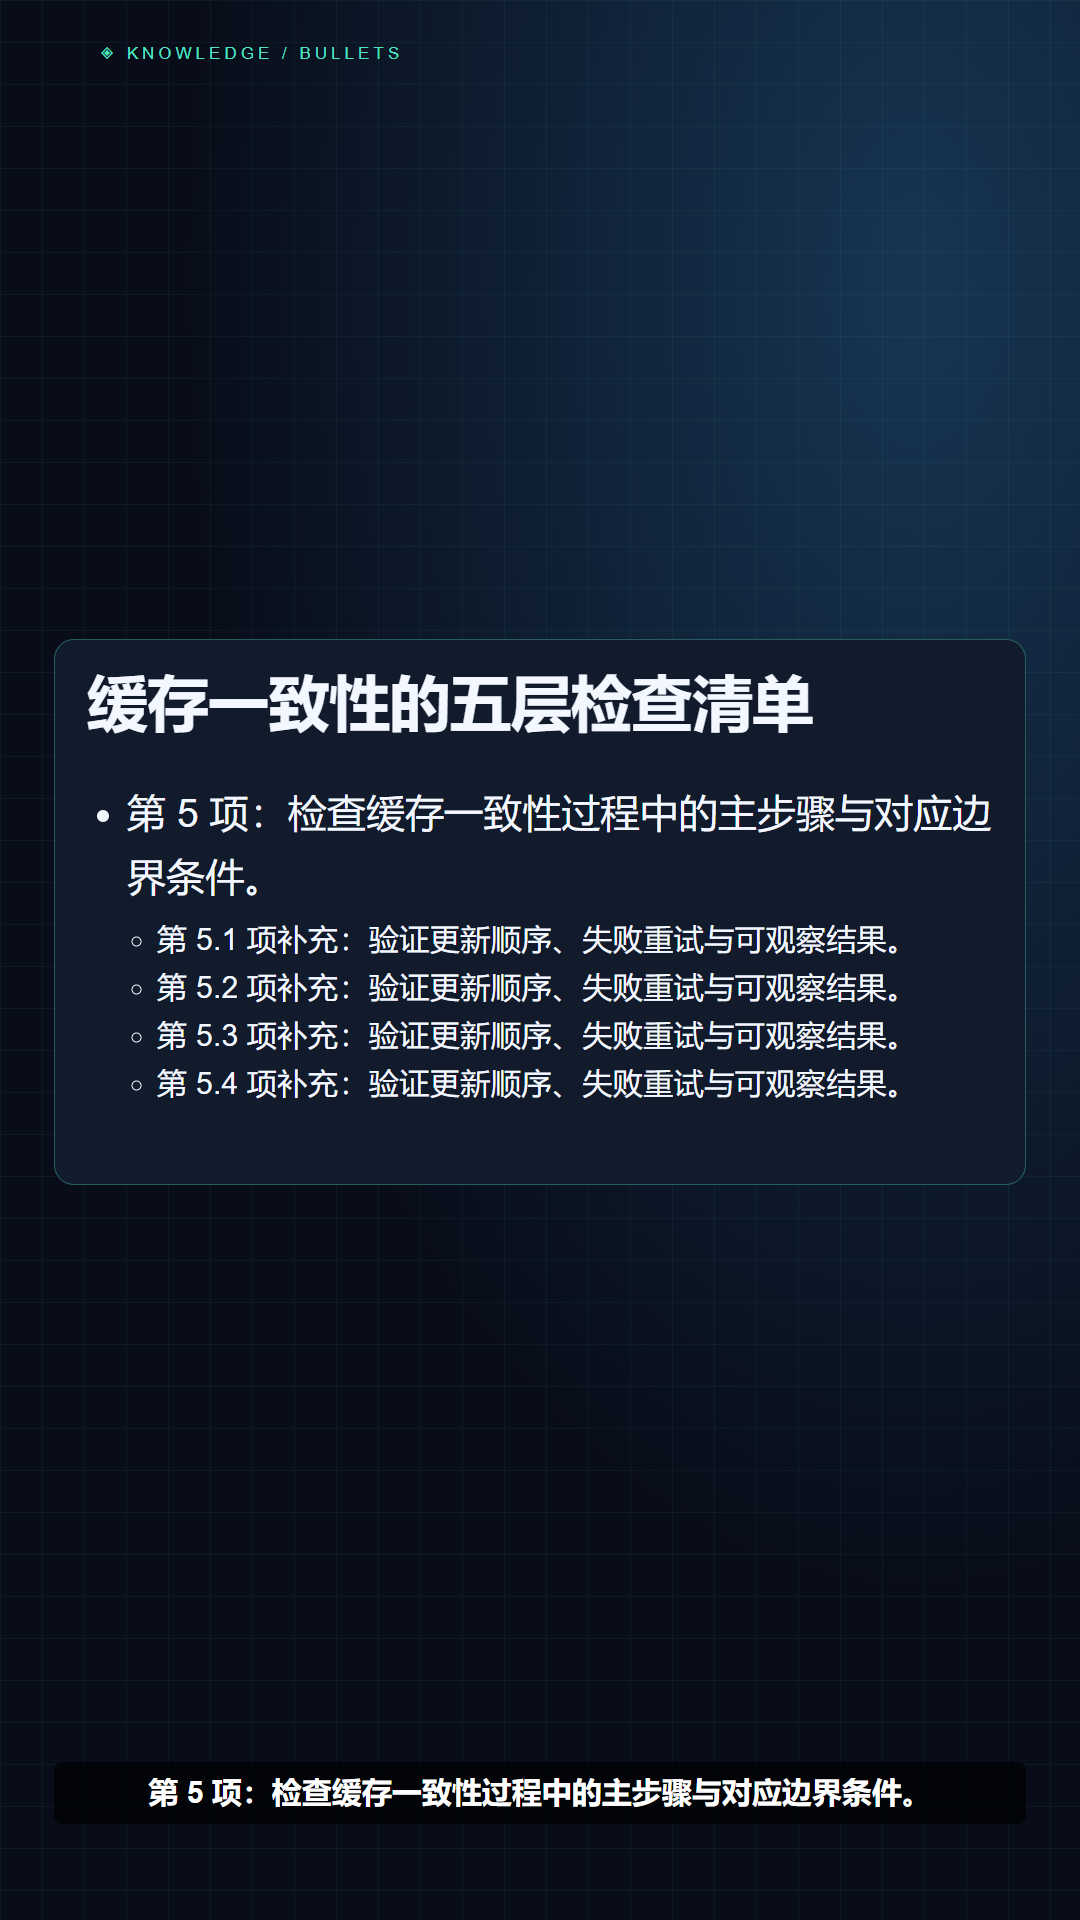 ◈ KNOWLEDGE / BULLETS
缓存一致性的五层检查清单
• 第 5 项：检查缓存一致性过程中的主步骤与对应边
界条件。
◦ 第 5.1 项补充：验证更新顺序、失败重试与可观察结果。
◦ 第 5.2 项补充：验证更新顺序、失败重试与可观察结果。
◦ 第 5.3 项补充：验证更新顺序、失败重试与可观察结果。
◦ 第 5.4 项补充：验证更新顺序、失败重试与可观察结果。
第 5 项：检查缓存一致性过程中的主步骤与对应边界条件。